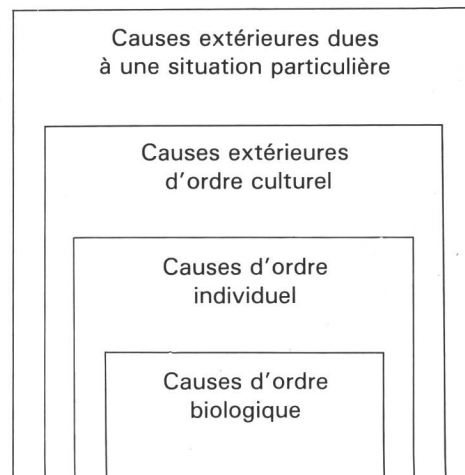 Causes extérieures dues
à une situation particulière
Causes extérieures
d'ordre culturel
Causes d'ordre
individuel
Causes d'ordre
biologique